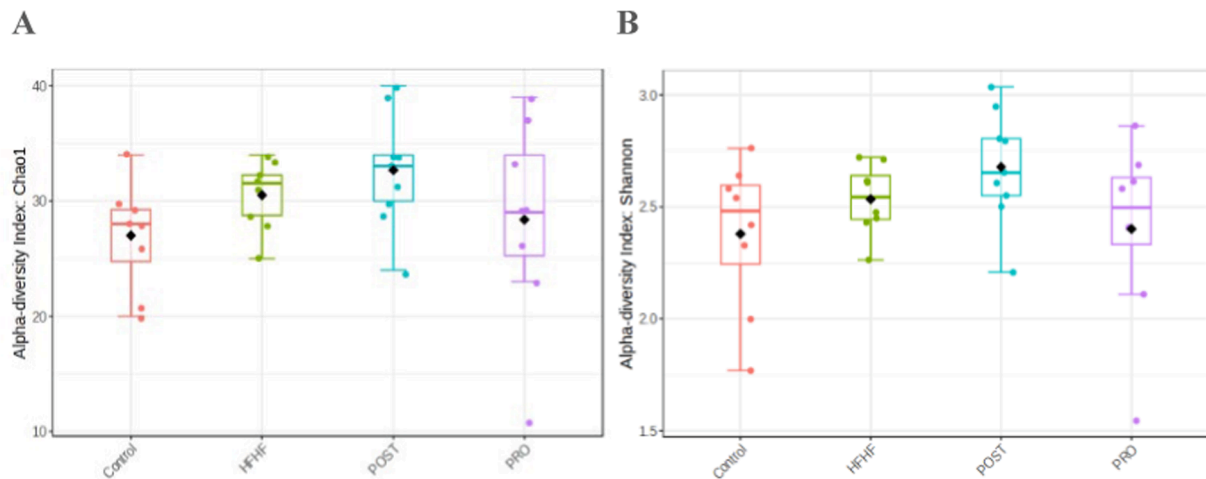 A
B
Alpha-diversity Index: Chao1
40
30
20
10
Control
HFHF
POST
PRO
Alpha-diversity Index: Shannon
3.0
2.5
2.0
1.5
Control
HFHF
POST
PRO